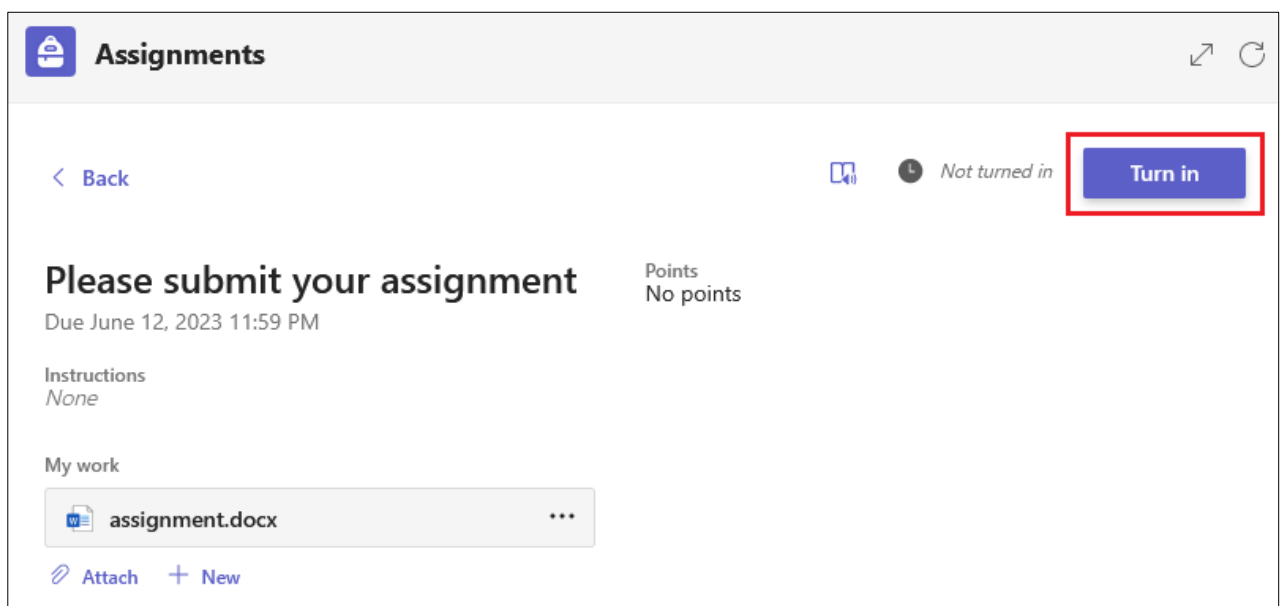 Assignments
Back
Not turned in
Turn in
Please submit your assignment
Due June 12, 2023 11:59 PM
Points
No points
Instructions
None
My work
assignment.docx
Attach
New